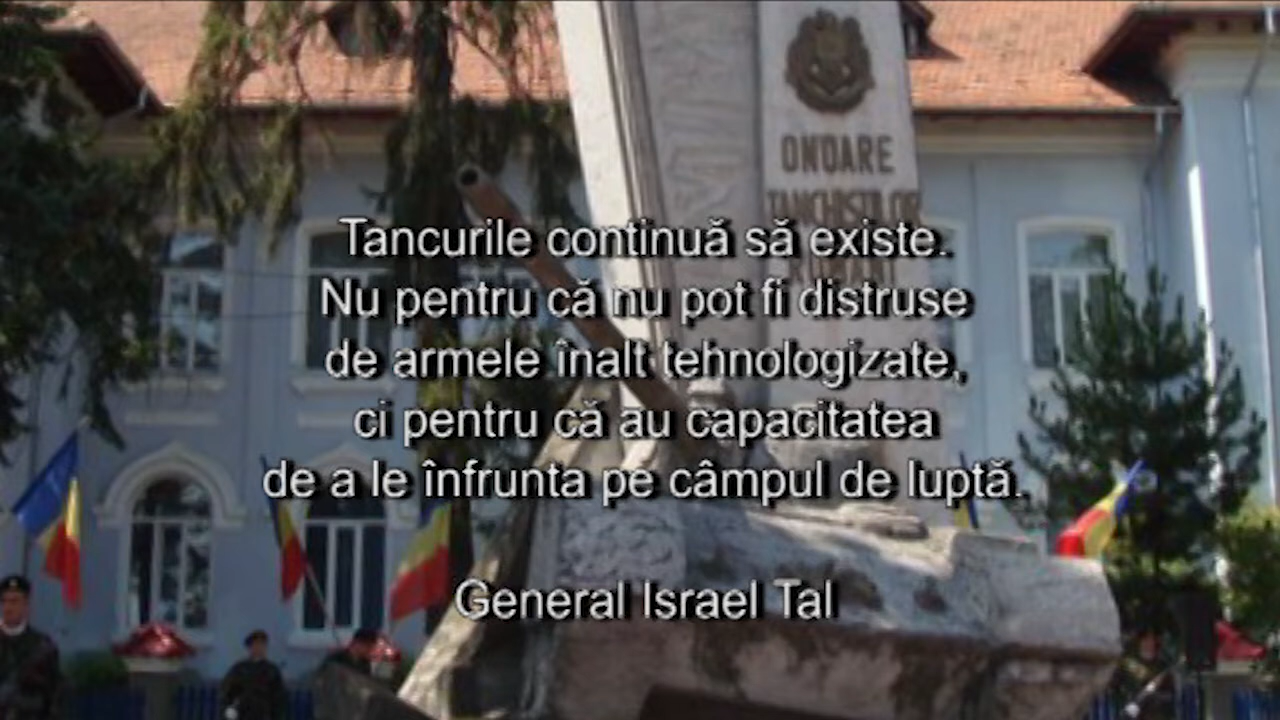 ONOARE
TANCHIȘTILOR
Tancurile continuă să existe.
Nu pentru că nu pot fi distruse
de armele înalt tehnologizate,
ci pentru că au capacitatea
de a le înfrunta pe câmpul de luptă.
General Israel Tal